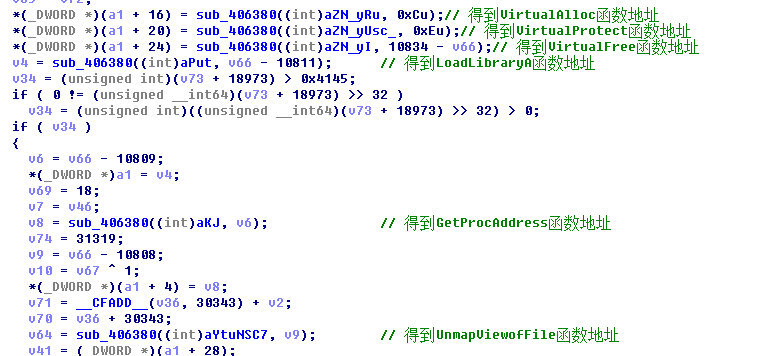 *(_DWORD *)(a1 + 16) = sub_406380((int)aZN_yRu, 0xCu);// 得到VirtualAlloc函数地址
*(_DWORD *)(a1 + 20) = sub_406380((int)aZN_yUsc_, 0xEu);// 得到VirtualProtect函数地址
*(_DWORD *)(a1 + 24) = sub_406380((int)aZN_yI, 10834 - v66);// 得到VirtualFree函数地址
v4 = sub_406380((int)aPut, v66 - 10811); // 得到LoadLibraryA函数地址
v34 = (unsigned int)(v73 + 18973) > 0x4145;
if ( 0 != (unsigned __int64)(v73 + 18973) >> 32 )
v34 = (unsigned int)((unsigned __int64)(v73 + 18973) >> 32) > 0;
if ( v34 )
{
v6 = v66 - 10809;
*(_DWORD *)a1 = v4;
v69 = 18;
v7 = v46;
v8 = sub_406380((int)aKJ, v6); // 得到GetProcAddress函数地址
v74 = 31319;
v9 = v66 - 10808;
v10 = v67 ^ 1;
*(_DWORD *)(a1 + 4) = v8;
v71 = __CFADD__(v36, 30343) + v2;
v70 = v36 + 30343;
v64 = sub_406380((int)aYtuNSC7, v9); // 得到UnmapViewofFile函数地址
v41 = (_DWORD *)(a1 + 28);